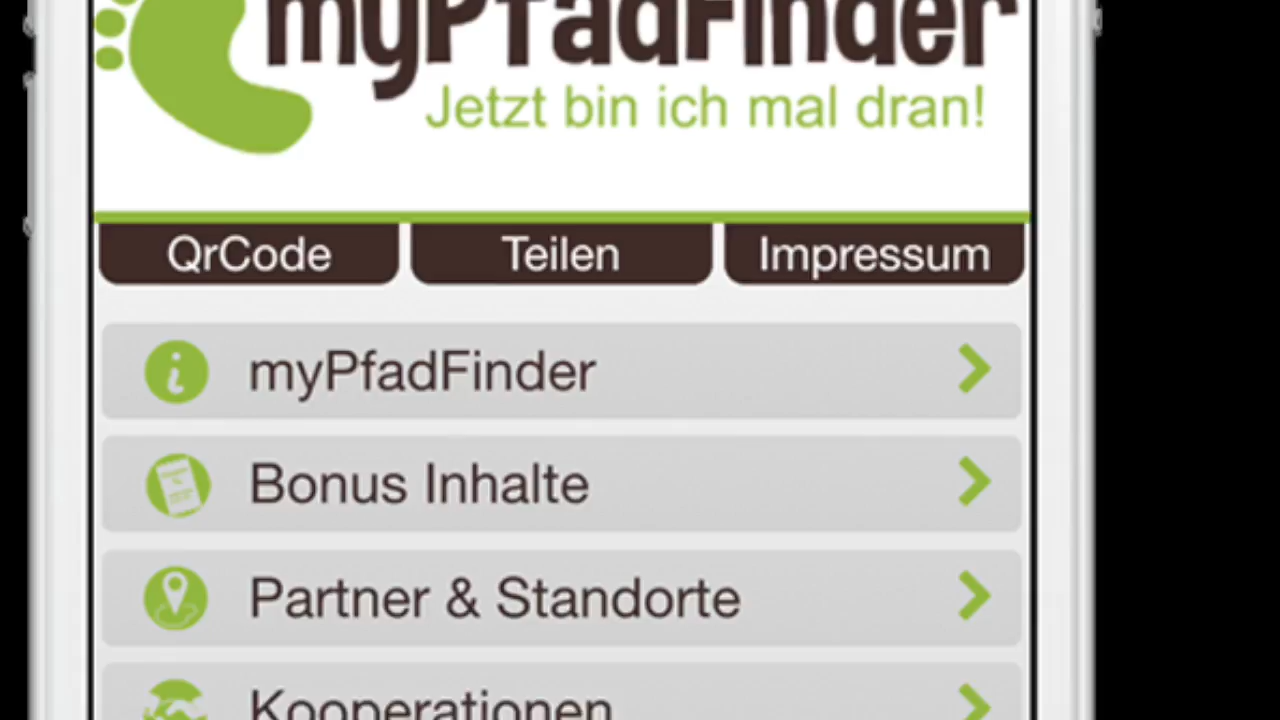 myPfadFinder
Jetzt bin ich mal dran!
QrCode Teilen Impressum
myPfadFinder
Bonus Inhalte
Partner & Standorte
Kooperationen